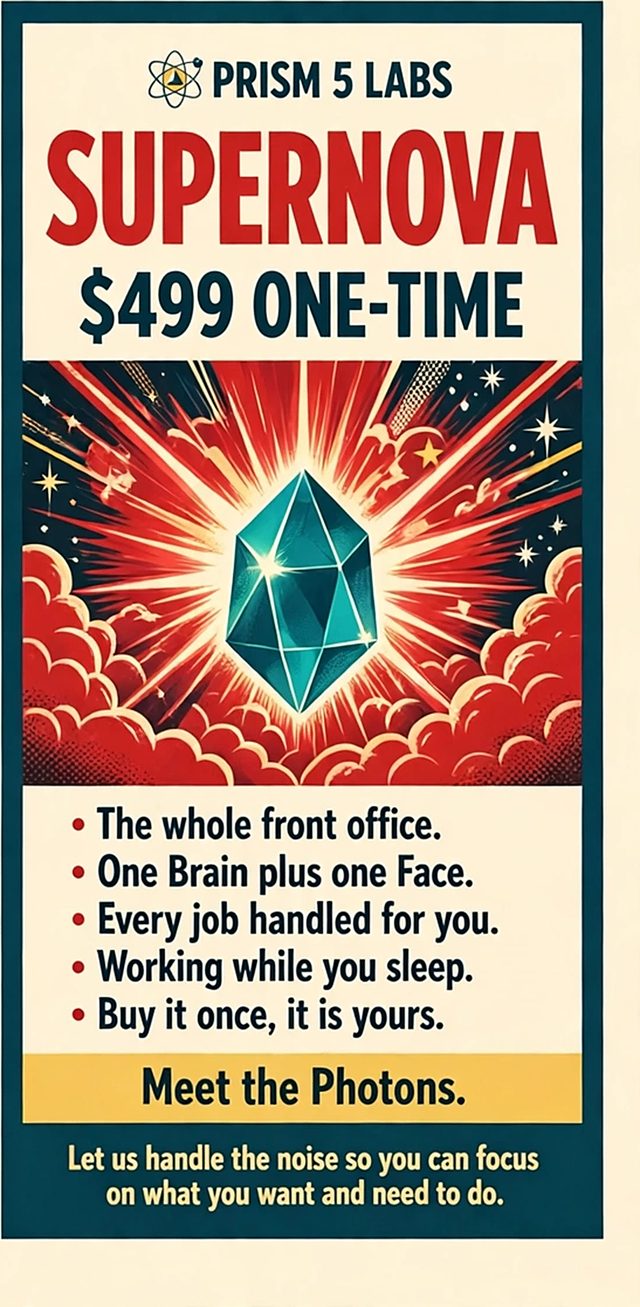 PRISM 5 LABS
SUPERNOVA
$499 ONE-TIME
• The whole front office.
• One Brain plus one Face.
• Every job handled for you.
• Working while you sleep.
• Buy it once, it is yours.
Meet the Photons.
Let us handle the noise so you can focus
on what you want and need to do.